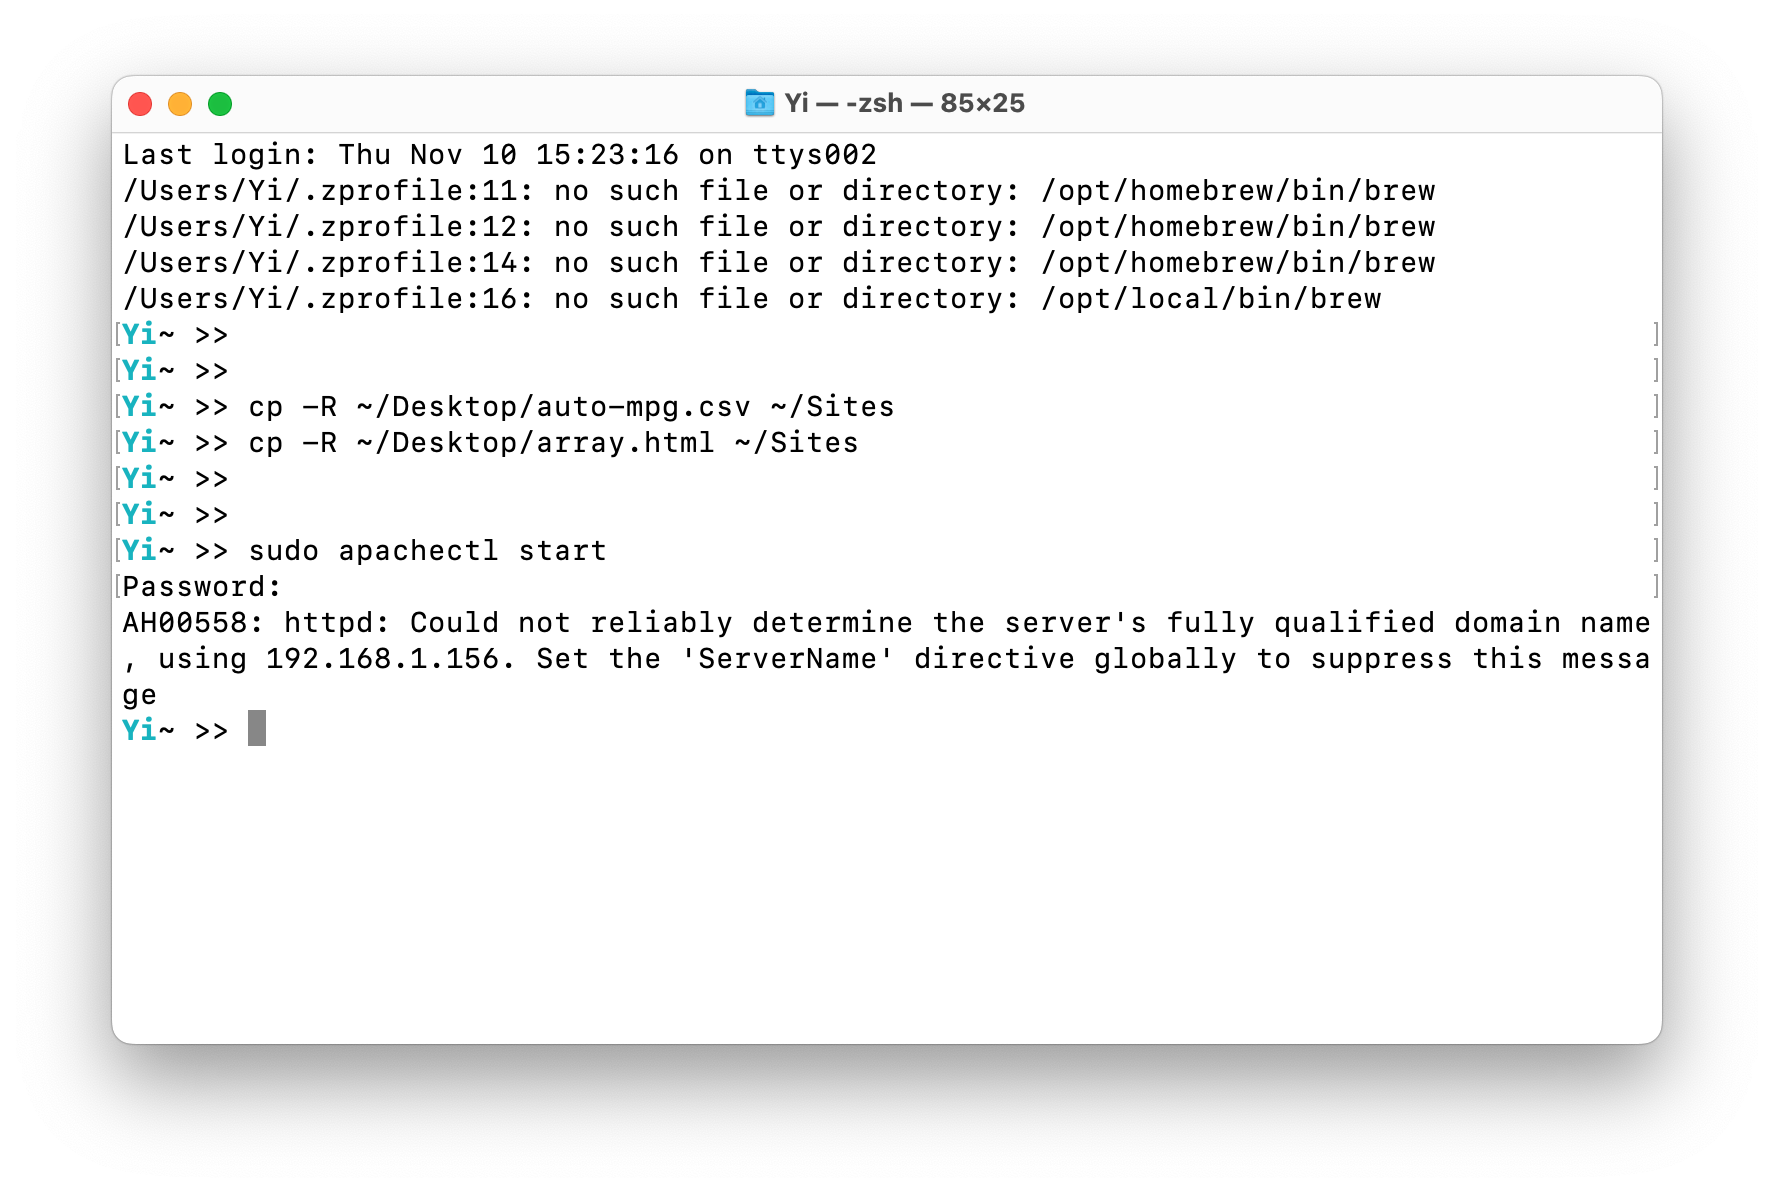 Yi — -zsh — 85×25
Last login: Thu Nov 10 15:23:16 on ttys002
/Users/Yi/.zprofile:11: no such file or directory: /opt/homebrew/bin/brew
/Users/Yi/.zprofile:12: no such file or directory: /opt/homebrew/bin/brew
/Users/Yi/.zprofile:14: no such file or directory: /opt/homebrew/bin/brew
/Users/Yi/.zprofile:16: no such file or directory: /opt/local/bin/brew
[Yi~ >> ]
[Yi~ >> ]
[Yi~ >> cp -R ~/Desktop/auto-mpg.csv ~/Sites ]
[Yi~ >> cp -R ~/Desktop/array.html ~/Sites ]
[Yi~ >> ]
[Yi~ >> ]
[Yi~ >> sudo apachectl start ]
[Password: ]
AH00558: httpd: Could not reliably determine the server's fully qualified domain name
, using 192.168.1.156. Set the 'ServerName' directive globally to suppress this messa
ge
Yi~ >>